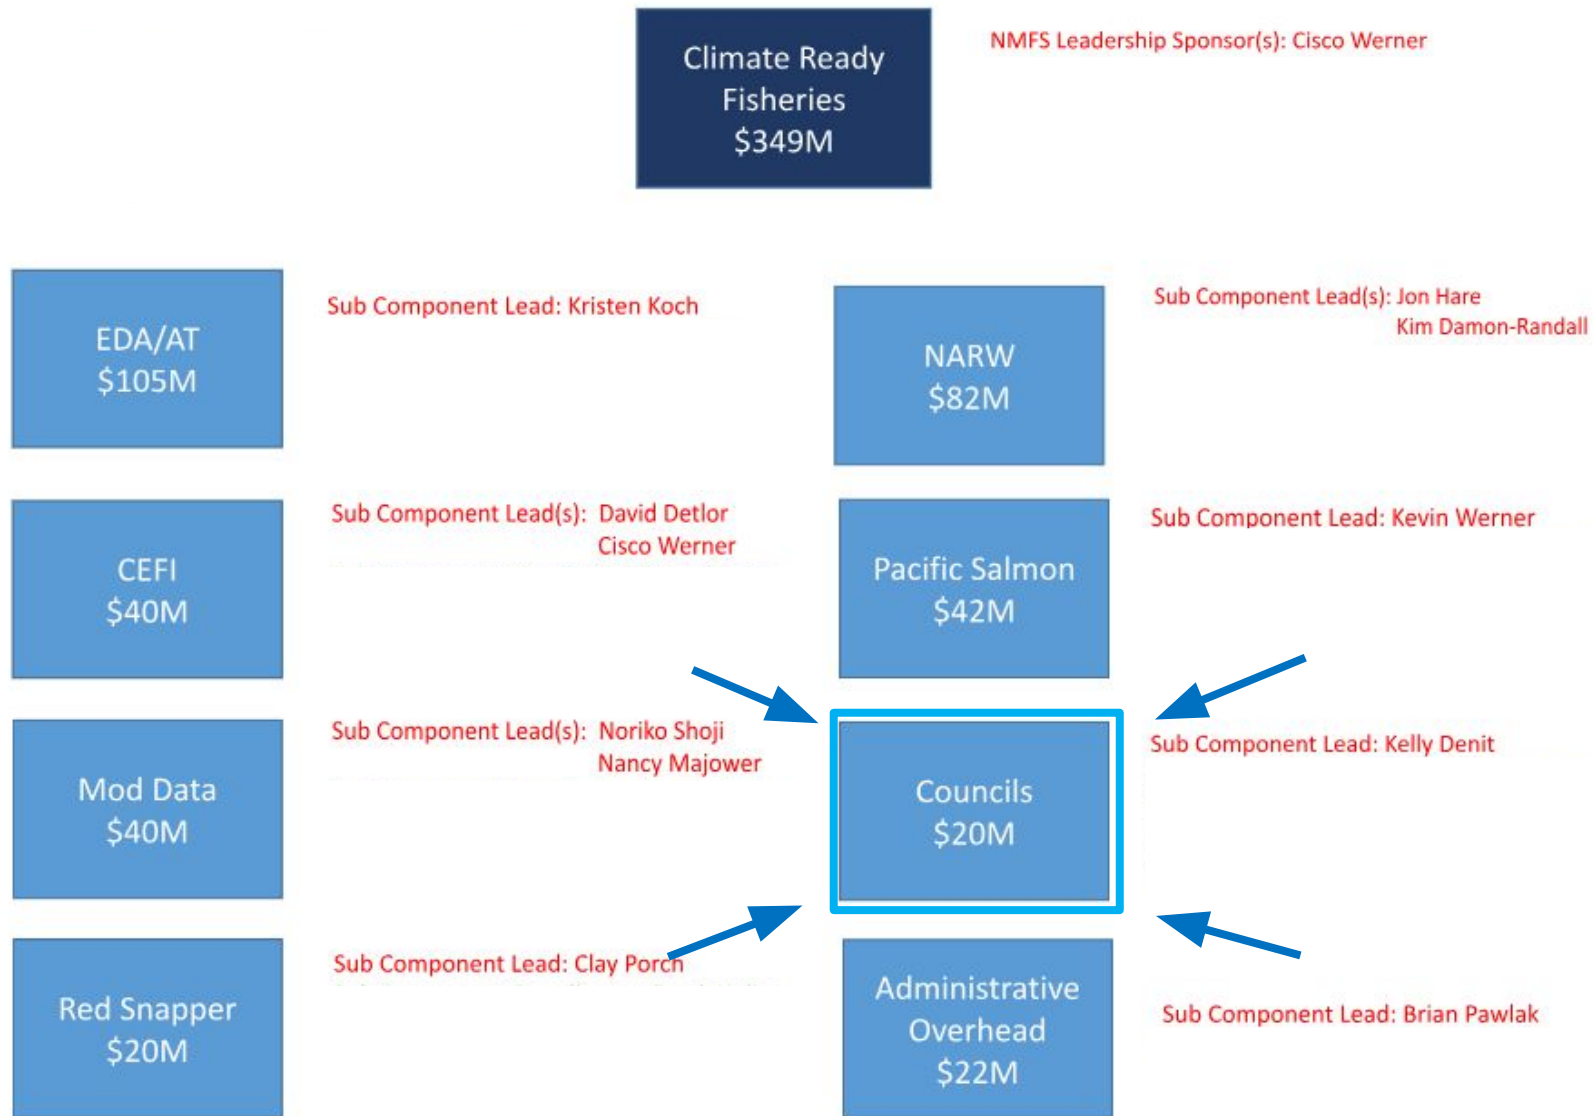 Climate Ready
Fisheries
$349M
NMFS Leadership Sponsor(s): Cisco Werner
EDA/AT
$105M
Sub Component Lead: Kristen Koch
NARW
$82M
Sub Component Lead(s): Jon Hare
Kim Damon-Randall
CEFI
$40M
Sub Component Lead(s): David Detlor
Cisco Werner
Pacific Salmon
$42M
Sub Component Lead: Kevin Werner
Mod Data
$40M
Sub Component Lead(s): Noriko Shoji
Nancy Majower
Councils
$20M
Sub Component Lead: Kelly Denit
Red Snapper
$20M
Sub Component Lead: Clay Porch
Administrative
Overhead
$22M
Sub Component Lead: Brian Pawlak